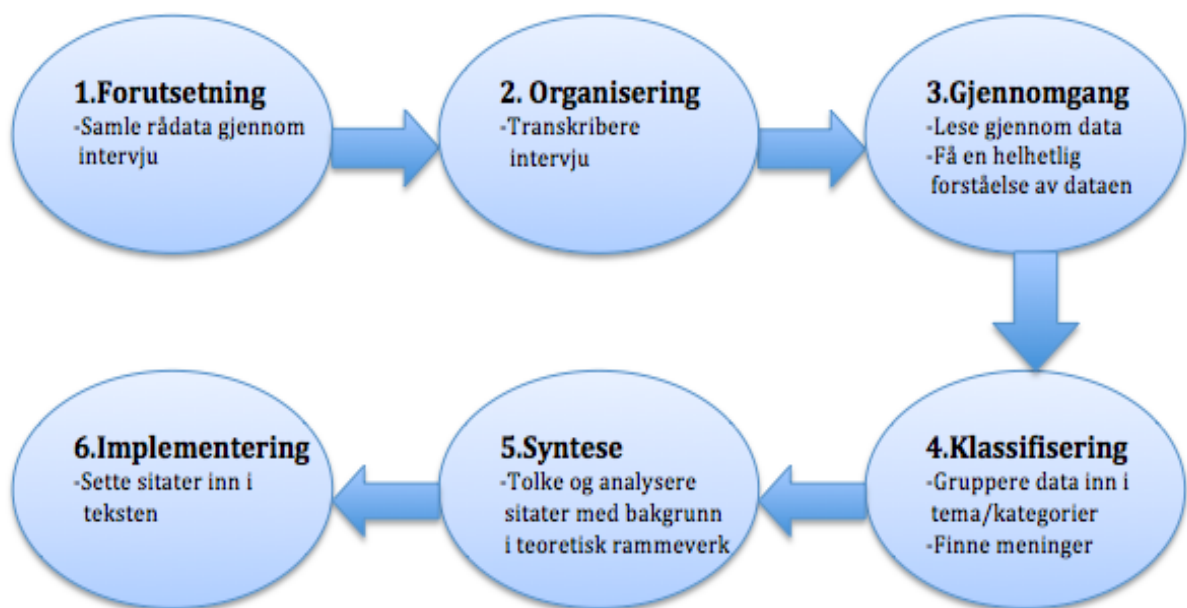 1.Forutsetning
-Samle rådata gjennom
intervju
2. Organisering
-Transkribere
intervju
3.Gjennomgang
-Lese gjennom data
-Få en helhetlig
forståelse av dataen
4.Klassifisering
-Gruppere data inn i
tema/kategorier
-Finne meninger
5.Syntese
-Tolke og analysere
sitater med bakgrunn
i teoretisk rammeverk
6.Implementering
-Sette sitater inn i
teksten